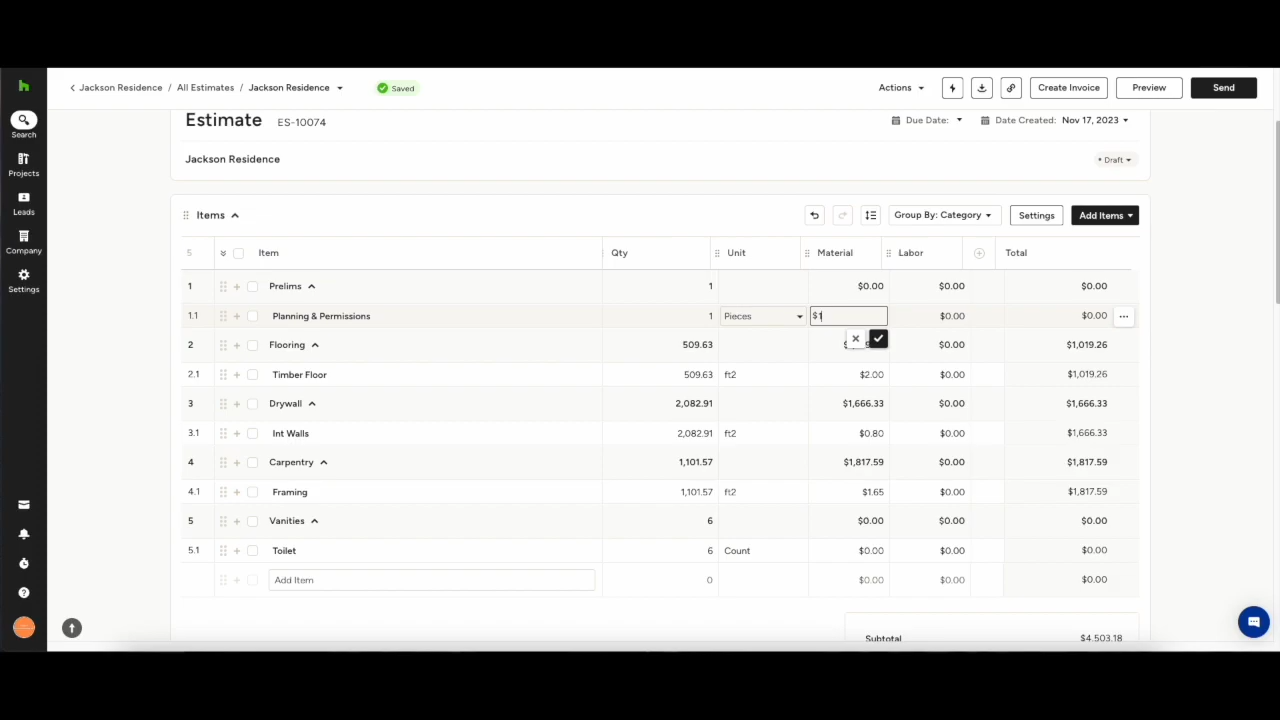 Jackson Residence / All Estimates / Jackson Residence Saved Actions Create Invoice Preview Send
Search
Projects
Leads
Company
Settings
Estimate ES-10074 Due Date: Date Created: Nov 17, 2023
Jackson Residence Draft
Items Group By: Category Settings Add Items
5 Item Qty Unit Material Labor Total
1 Prelims 1 $0.00 $0.00 $0.00
1.1 Planning & Permissions 1 Pieces $1 $0.00 $0.00
2 Flooring 509.63 $0.00 $1,019.26
2.1 Timber Floor 509.63 ft2 $2.00 $0.00 $1,019.26
3 Drywall 2,082.91 $1,666.33 $0.00 $1,666.33
3.1 Int Walls 2,082.91 ft2 $0.80 $0.00 $1,666.33
4 Carpentry 1,101.57 $1,817.59 $0.00 $1,817.59
4.1 Framing 1,101.57 ft2 $1.65 $0.00 $1,817.59
5 Vanities 6 $0.00 $0.00 $0.00
5.1 Toilet 6 Count $0.00 $0.00 $0.00
Add Item 0 $0.00 $0.00 $0.00
Subtotal $4,503.18